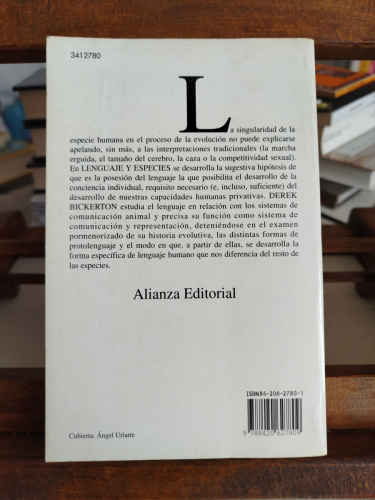 3412780
La singularidad de la
especie humana en el proceso de la evolución no puede explicarse
apelando, sin más, a las interpretaciones tradicionales (la marcha
erguida, el tamaño del cerebro, la caza o la competitividad sexual).
En LENGUAJE Y ESPECIES se desarrolla la sugestiva hipótesis de
que es la posesión del lenguaje la que posibilita el desarrollo de la
conciencia individual, requisito necesario (e, incluso, suficiente) del
desarrollo de nuestras capacidades humanas privativas. DEREK
BICKERTON estudia el lenguaje en relación con los sistemas de
comunicación animal y precisa su función como sistema de
comunicación y representación, deteniéndose en el examen
pormenorizado de su historia evolutiva, las distintas formas de
protolenguaje y el modo en que, a partir de ellas, se desarrolla la
forma específica de lenguaje humano que nos diferencia del resto de
las especies.
Alianza Editorial
ISBN 84-206-2780-1
9 788420 627809
Cubierta: Ángel Uriarte